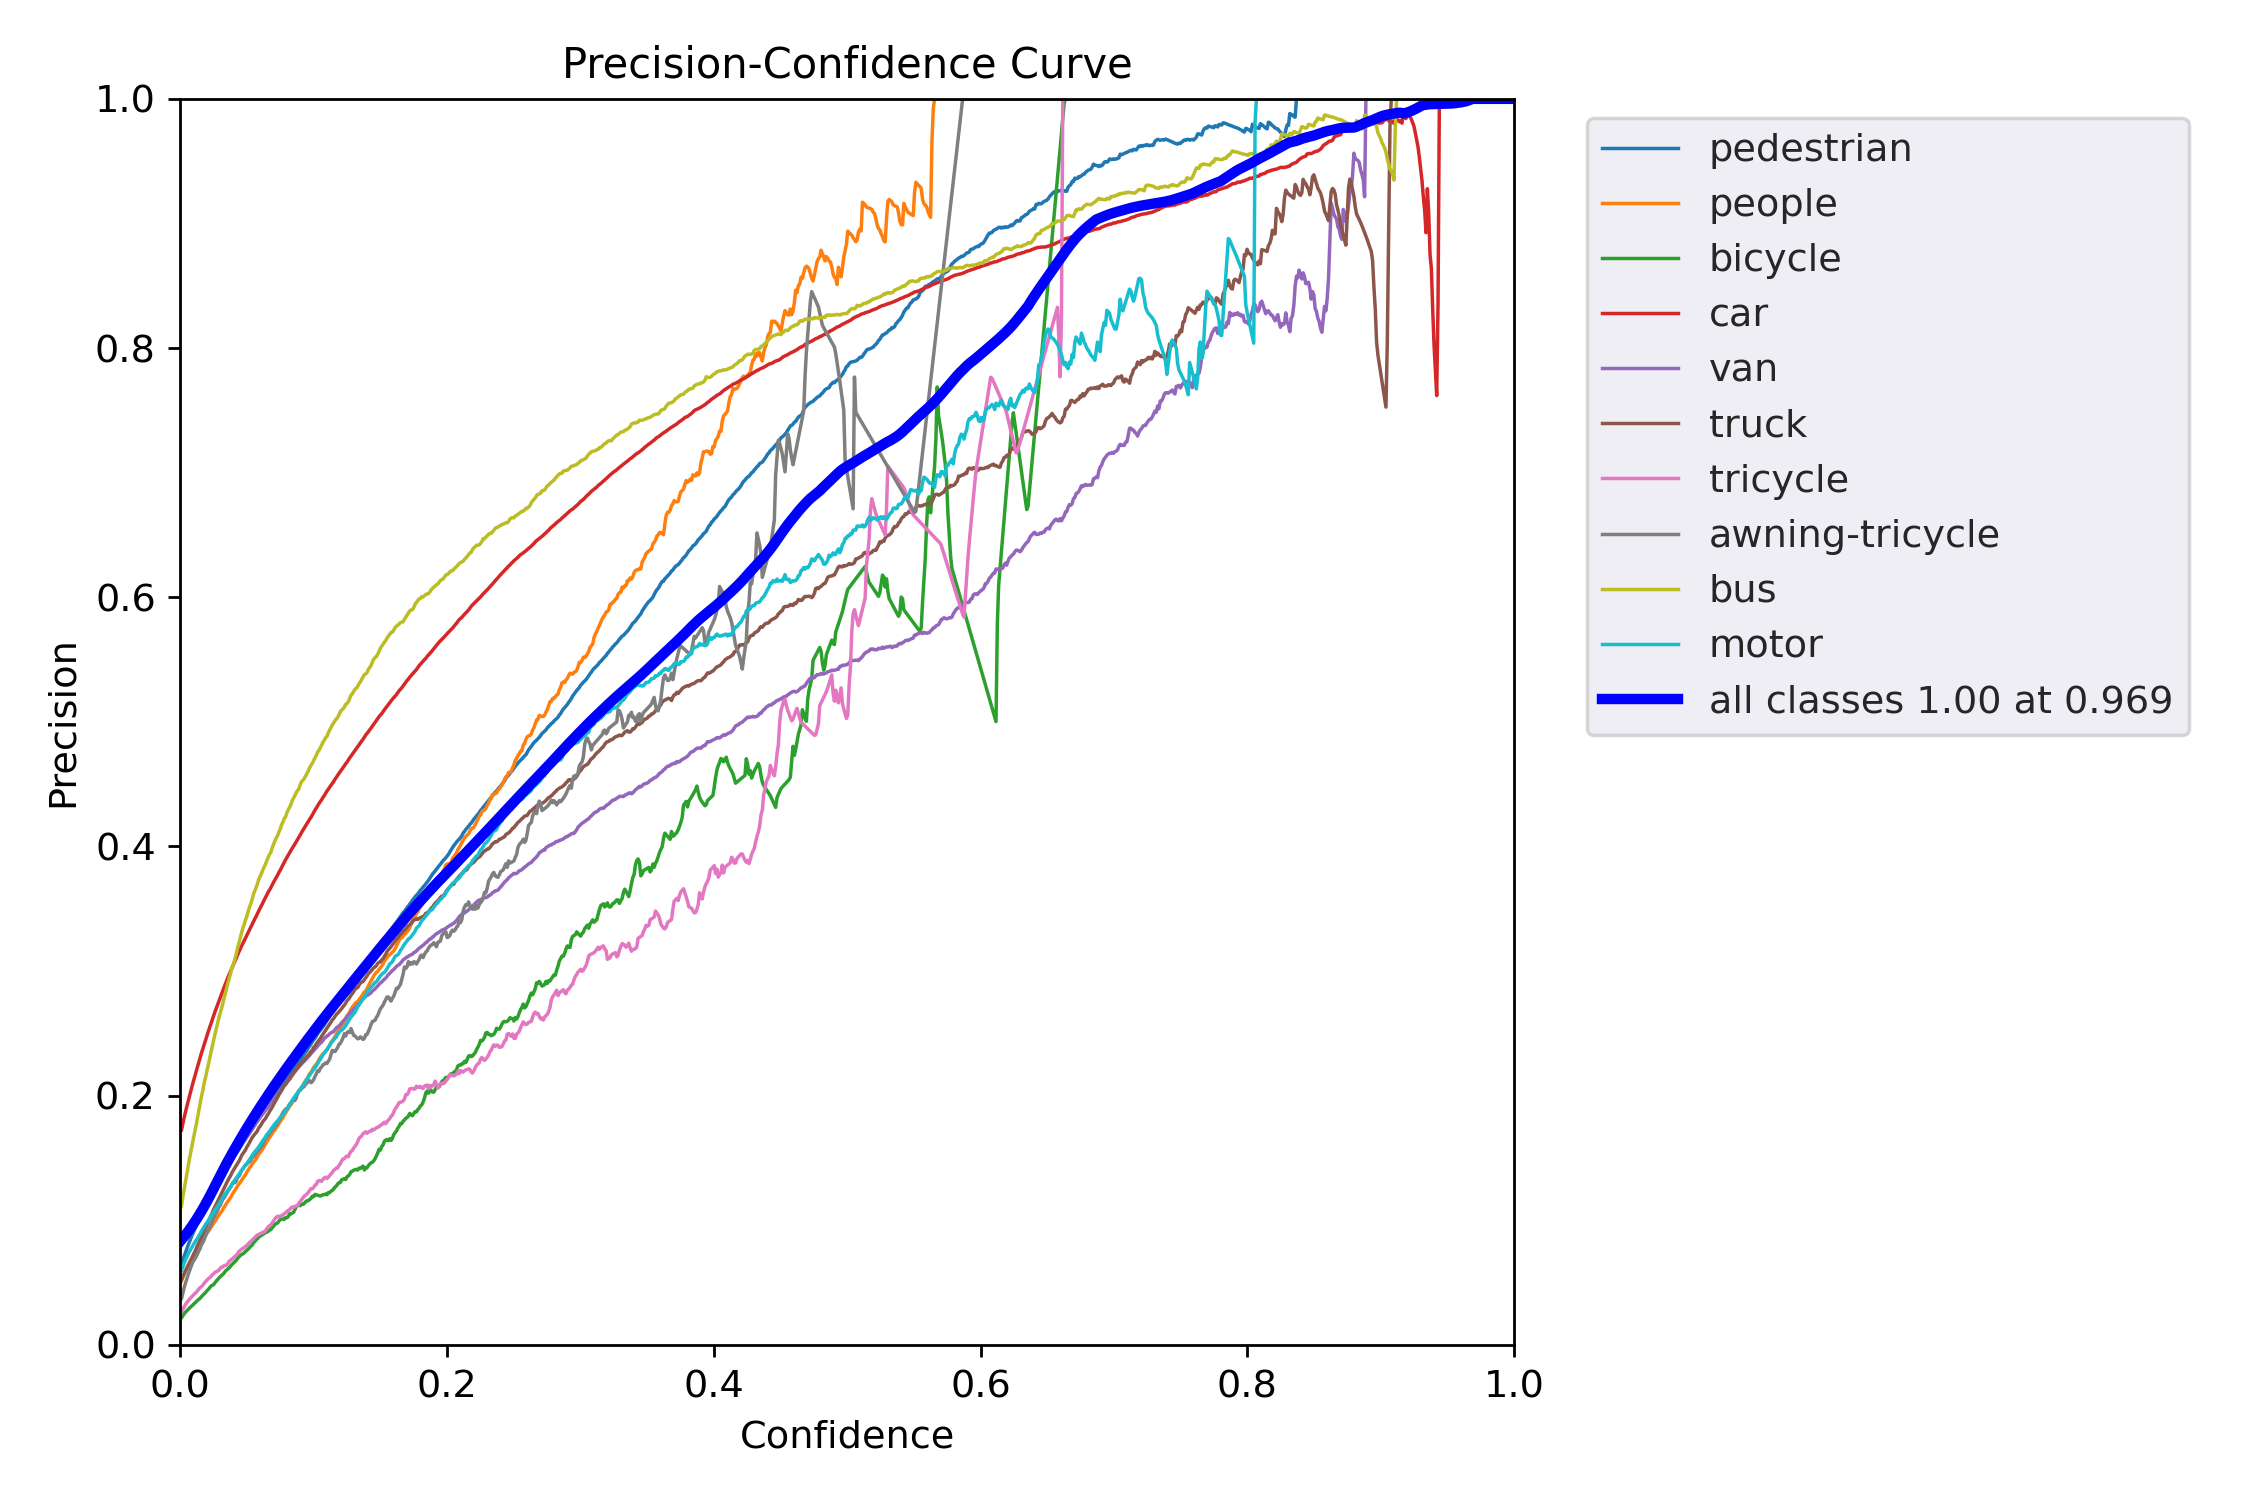 Precision-Confidence Curve
1.0
0.8
0.6
0.4
0.2
0.0
Precision
0.0 0.2 0.4 0.6 0.8 1.0
Confidence
pedestrian
people
bicycle
car
van
truck
tricycle
awning-tricycle
bus
motor
all classes 1.00 at 0.969